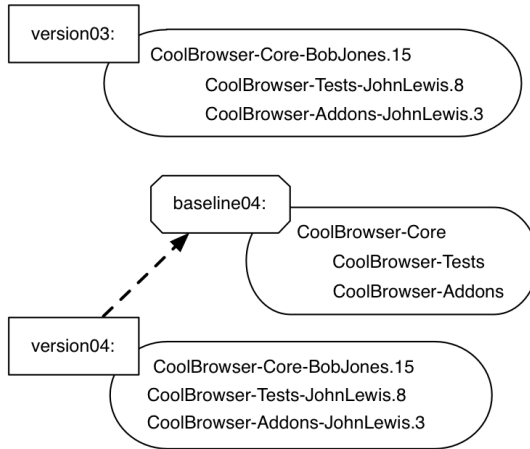 version03:
CoolBrowser-Core-BobJones.15
CoolBrowser-Tests-JohnLewis.8
CoolBrowser-Addons-JohnLewis.3
baseline04:
CoolBrowser-Core
CoolBrowser-Tests
CoolBrowser-Addons
version04:
CoolBrowser-Core-BobJones.15
CoolBrowser-Tests-JohnLewis.8
CoolBrowser-Addons-JohnLewis.3